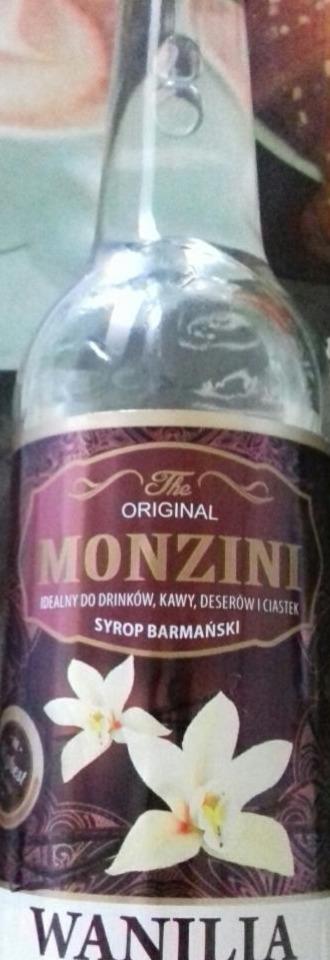 The
ORIGINAL
MONZINI
IDEALNY DO DRINKÓW, KAWY, DESERÓW I CIASTEK
SYROP BARMAŃSKI
WANILIA